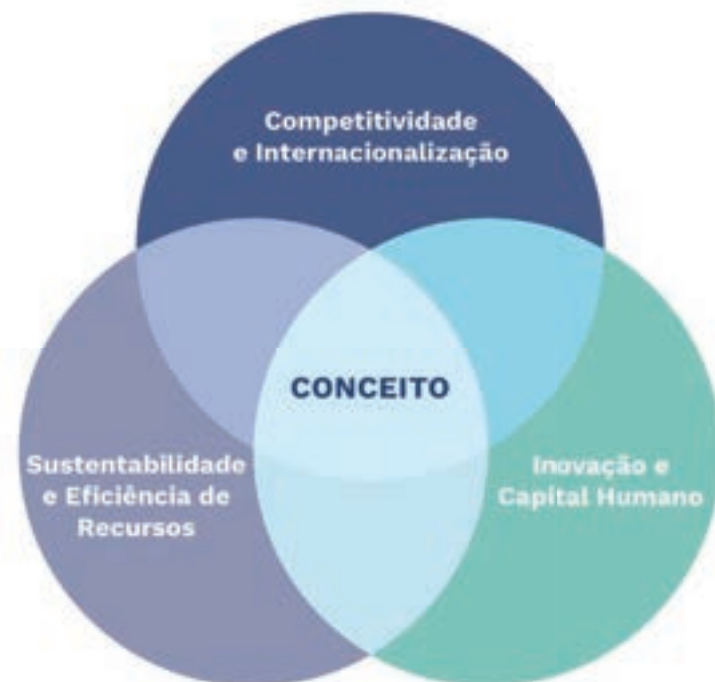 Competitividade
e Internacionalização
CONCEITO
Sustentabilidade
e Eficiência de
Recursos
Inovação e
Capital Humano